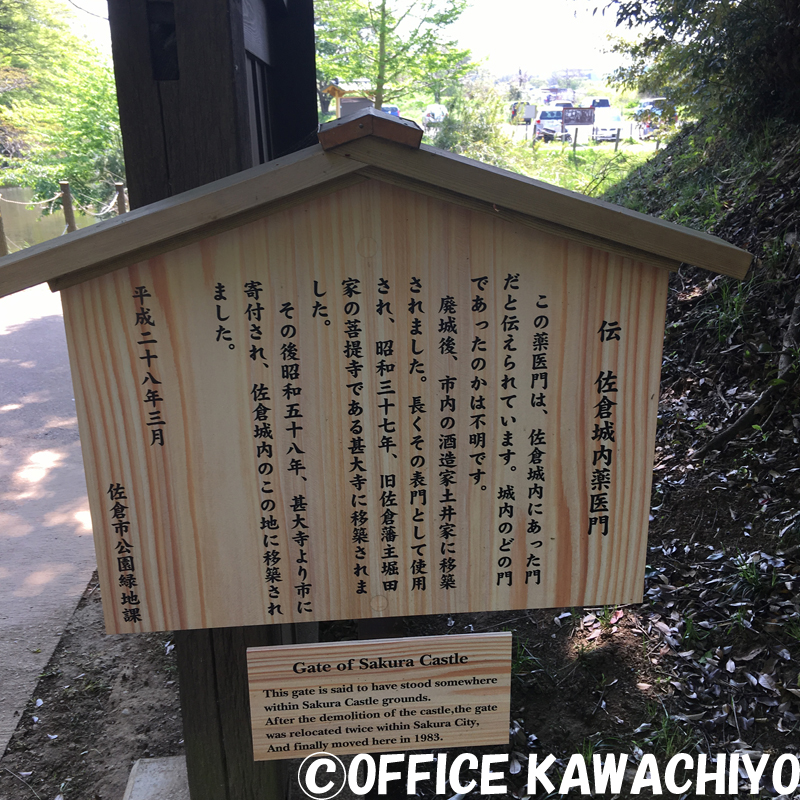 伝　佐倉城内薬医門
この薬医門は、佐倉城内にあった門
だと伝えられています。城内のどの門
であったのかは不明です。
廃城後、市内の酒造家土井家に移築
されました。長くその表門として使用
され、昭和三十七年、旧佐倉藩主堀田
家の菩提寺である甚大寺に移築されま
した。
その後昭和五十八年、甚大寺より市に
寄付され、佐倉城内のこの地に移築され
ました。
平成二十八年三月
佐倉市公園緑地課
Gate of Sakura Castle
This gate is said to have stood somewhere
within Sakura Castle grounds.
After the demolition of the castle,the gate
was relocated twice within Sakura City,
And finally moved here in 1983.
©OFFICE KAWACHIYO